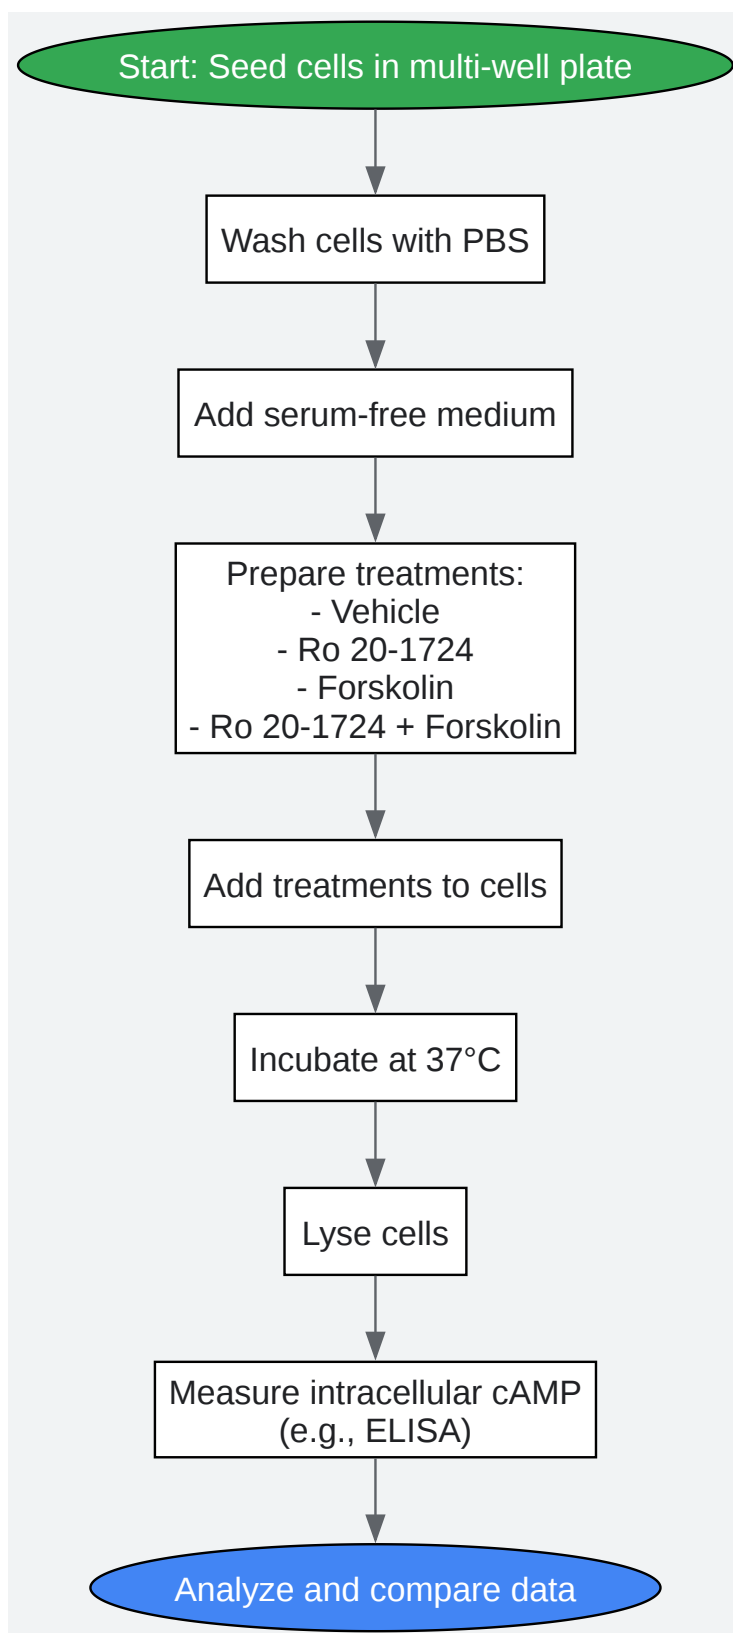 Start: Seed cells in multi-well plate
Wash cells with PBS
Add serum-free medium
Prepare treatments:
- Vehicle
- Ro 20-1724
- Forskolin
- Ro 20-1724 + Forskolin
Add treatments to cells
Incubate at 37°C
Lyse cells
Measure intracellular cAMP
(e.g., ELISA)
Analyze and compare data